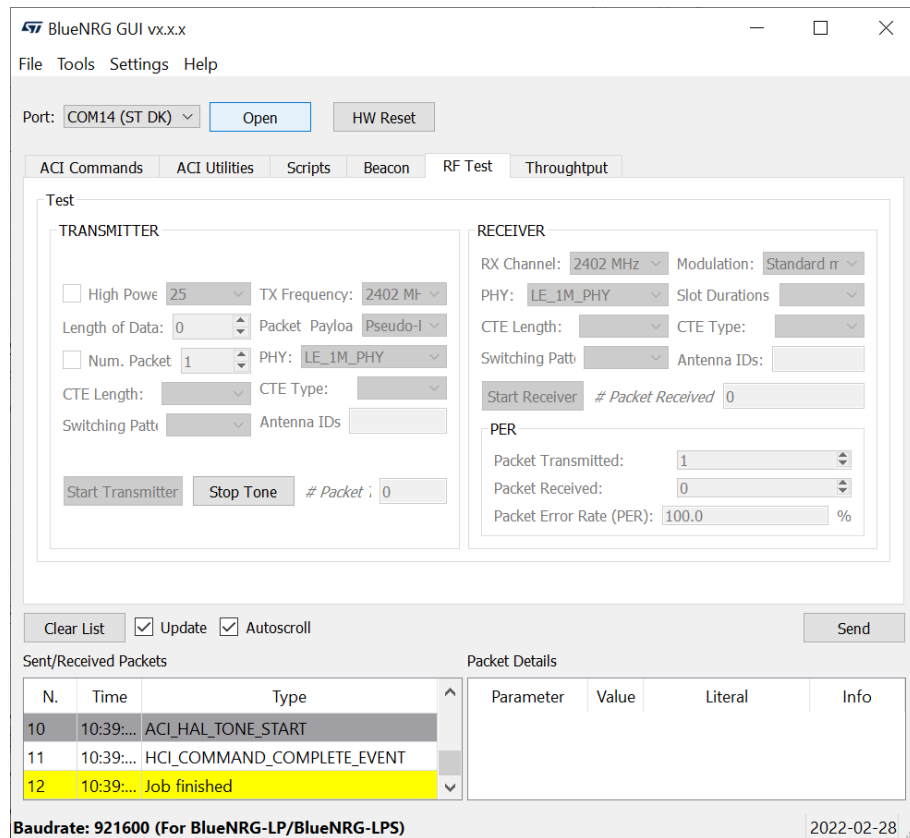 BlueNRG GUI vx.x.x
File Tools Settings Help
Port: COM14 (ST DK) Open HW Reset
ACI Commands ACI Utilities Scripts Beacon RF Test Throughtput
Test
TRANSMITTER
High Powe 25 TX Frequency: 2402 MH
Length of Data: 0 Packet Payloa Pseudo-I
Num. Packet 1 PHY: LE_1M_PHY
CTE Length: CTE Type:
Switching Patte Antenna IDs
Start Transmitter Stop Tone # Packet 0
RECEIVER
RX Channel: 2402 MHz Modulation: Standard m
PHY: LE_1M_PHY Slot Durations
CTE Length: CTE Type:
Switching Patte Antenna IDs:
Start Receiver # Packet Received 0
PER
Packet Transmitted: 1
Packet Received: 0
Packet Error Rate (PER): 100.0 %
Clear List Update Autoscroll Send
Sent/Received Packets
N. Time Type
10 10:39:... ACI_HAL_TONE_START
11 10:39:... HCI_COMMAND_COMPLETE_EVENT
12 10:39:... Job finished
Packet Details
Parameter Value Literal Info
Baudrate: 921600 (For BlueNRG-LP/BlueNRG-LPS) 2022-02-28